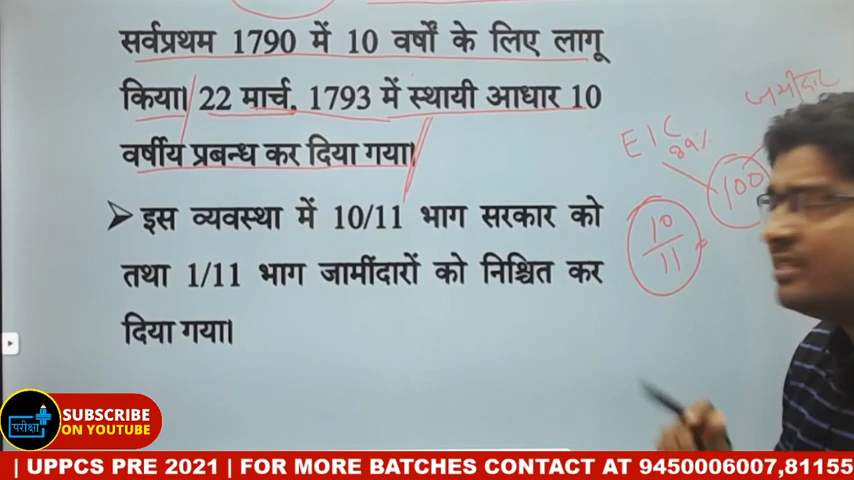 सर्वप्रथम 1790 में 10 वर्षों के लिए लागू
किया। 22 मार्च, 1793 में स्थायी आधार 10
वर्षीय प्रबन्ध कर दिया गया।
➢ इस व्यवस्था में 10/11 भाग सरकार को
तथा 1/11 भाग जामींदारों को निश्चित कर
दिया गया।
जमींदार
EIC
89%
100
10/11
परीक्षा
SUBSCRIBE
ON YOUTUBE
| UPPCS PRE 2021 | FOR MORE BATCHES CONTACT AT 9450006007,81155